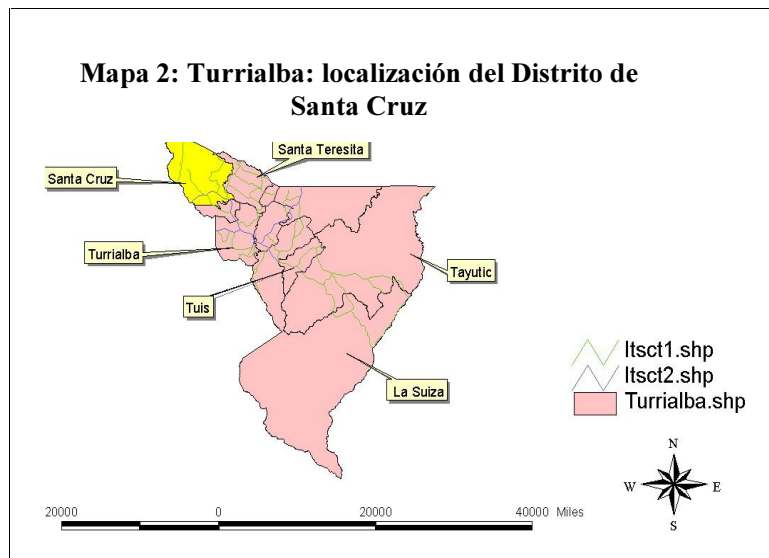 Mapa 2: Turrialba: localización del Distrito de
Santa Cruz
Santa Teresita
Santa Cruz
Turrialba
Tayutic
Tuis
La Suiza
ltsct1.shp
ltsct2.shp
Turrialba.shp
N
W
E
S
20000 0 20000 40000 Miles